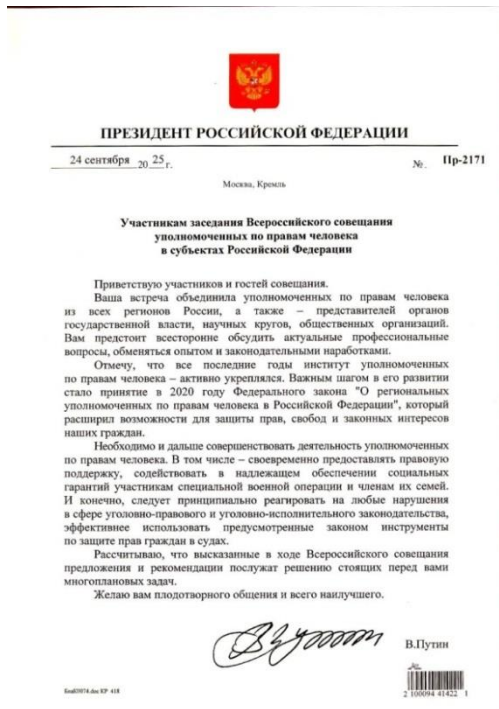 ПРЕЗИДЕНТ РОССИЙСКОЙ ФЕДЕРАЦИИ
24 сентября 2025 г. № Пр-2171
Москва, Кремль
Участникам заседания Всероссийского совещания
уполномоченных по правам человека
в субъектах Российской Федерации
Приветствую участников и гостей совещания.
Ваша встреча объединила уполномоченных по правам человека
из всех регионов России, а также – представителей органов
государственной власти, научных кругов, общественных организаций.
Вам предстоит всесторонне обсудить актуальные профессиональные
вопросы, обменяться опытом и законодательными наработками.
Отмечу, что все последние годы институт уполномоченных
по правам человека – активно укреплялся. Важным шагом в его развитии
стало принятие в 2020 году Федерального закона "О региональных
уполномоченных по правам человека в Российской Федерации", который
расширил возможности для защиты прав, свобод и законных интересов
наших граждан.
Необходимо и дальше совершенствовать деятельность уполномоченных
по правам человека. В том числе – своевременно предоставлять правовую
поддержку, содействовать в надлежащем обеспечении социальных
гарантий участникам специальной военной операции и членам их семей.
И конечно, следует принципиально реагировать на любые нарушения
в сфере уголовно-правового и уголовно-исполнительного законодательства,
эффективнее использовать предусмотренные законом инструменты
по защите прав граждан в судах.
Рассчитываю, что высказанные в ходе Всероссийского совещания
предложения и рекомендации послужат решению стоящих перед вами
многоплановых задач.
Желаю вам плодотворного общения и всего наилучшего.
В.Путин
2 100094 41422 1